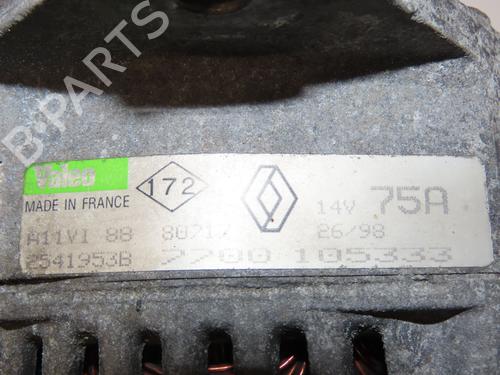 Valeo
MADE IN FRANCE
172
14V 75A
A11VI 88 26/98
2541953B 7700 105333
B-PARTS